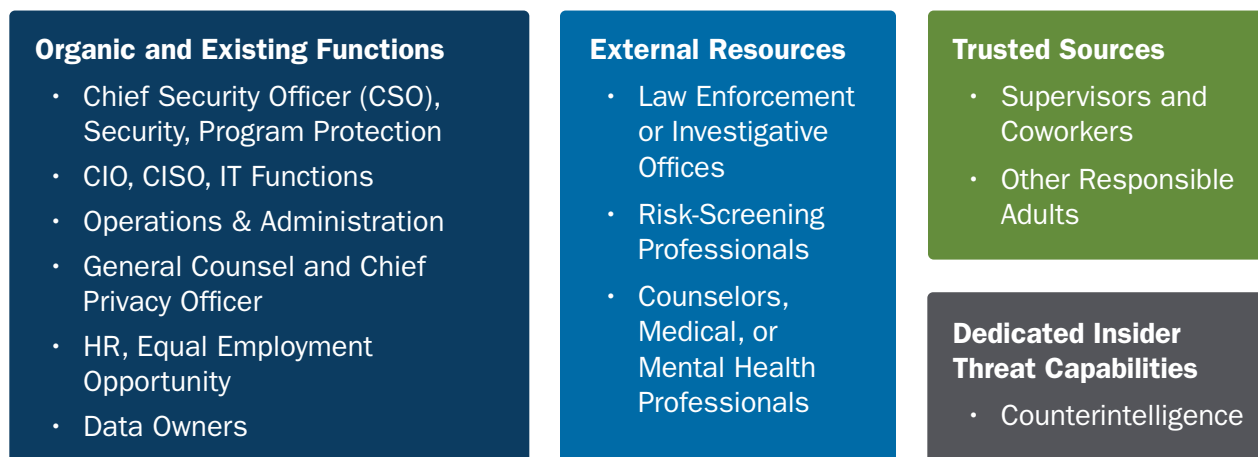 Organic and Existing Functions
· Chief Security Officer (CSO),
Security, Program Protection
· CIO, CISO, IT Functions
· Operations & Administration
· General Counsel and Chief
Privacy Officer
· HR, Equal Employment
Opportunity
· Data Owners
External Resources
· Law Enforcement
or Investigative
Offices
· Risk-Screening
Professionals
· Counselors,
Medical, or
Mental Health
Professionals
Trusted Sources
· Supervisors and
Coworkers
· Other Responsible
Adults
Dedicated Insider
Threat Capabilities
· Counterintelligence